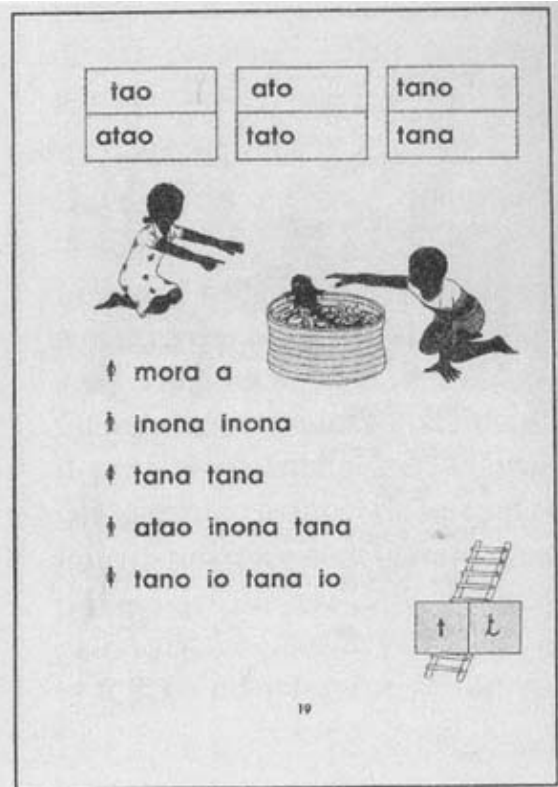 tao ato tano
atao tato tana
mora a
inona inona
tana tana
atao inona tana
tano io tana io
t t
19